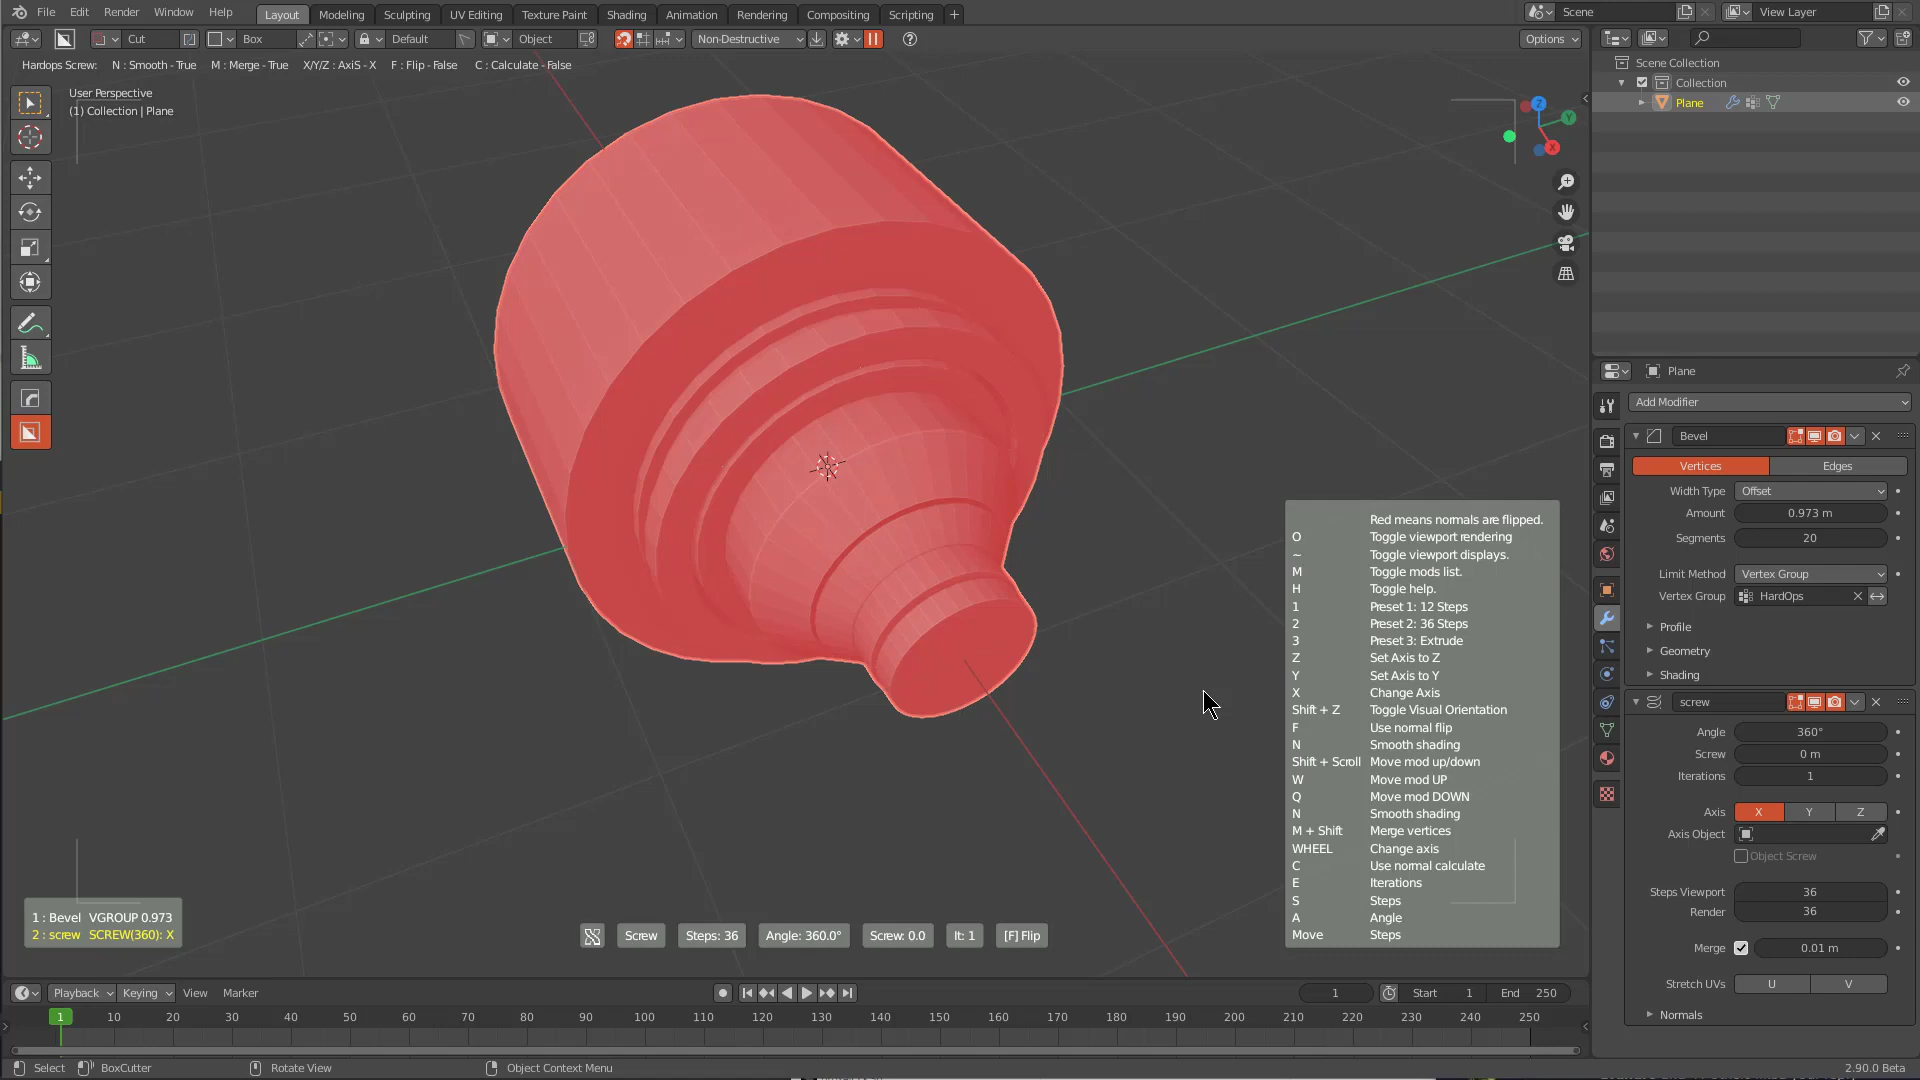 File Edit Render Window Help
Layout Modeling Sculpting UV Editing Texture Paint Shading Animation Rendering Compositing Scripting +
Scene
View Layer
Cut Box Default Object Non-Destructive Options
Hardops Screw: N : Smooth - True M : Merge - True X/Y/Z : AxiS - X F : Flip - False C : Calculate - False
User Perspective
(1) Collection | Plane
Z
Y
X
Scene Collection
Collection
Plane
Plane
Add Modifier
Bevel
Vertices Edges
Width Type Offset
Amount 0.973 m
Segments 20
Limit Method Vertex Group
Vertex Group HardOps
Profile
Geometry
Shading
screw
Angle 360°
Screw 0 m
Iterations 1
Axis X Y Z
Axis Object
Object Screw
Steps Viewport 36
Render 36
Merge 0.01 m
Stretch UVs U V
Normals
Red means normals are flipped.
O Toggle viewport rendering
~ Toggle viewport displays.
M Toggle mods list.
H Toggle help.
1 Preset 1: 12 Steps
2 Preset 2: 36 Steps
3 Preset 3: Extrude
Z Set Axis to Z
Y Set Axis to Y
X Change Axis
Shift + Z Toggle Visual Orientation
F Use normal flip
N Smooth shading
Shift + Scroll Move mod up/down
W Move mod UP
Q Move mod DOWN
N Smooth shading
M + Shift Merge vertices
WHEEL Change axis
C Use normal calculate
E Iterations
S Steps
A Angle
Move Steps
1 : Bevel VGROUP 0.973
2 : screw SCREW(360): X
Screw Steps: 36 Angle: 360.0° Screw: 0.0 It: 1 [F] Flip
Playback Keying View Marker
1 Start 1 End 250
1 10 20 30 40 50 60 70 80 90 100 110 120 130 140 150 160 170 180 190 200 210 220 230 240 250
Select BoxCutter Rotate View Object Context Menu 2.90.0 Beta